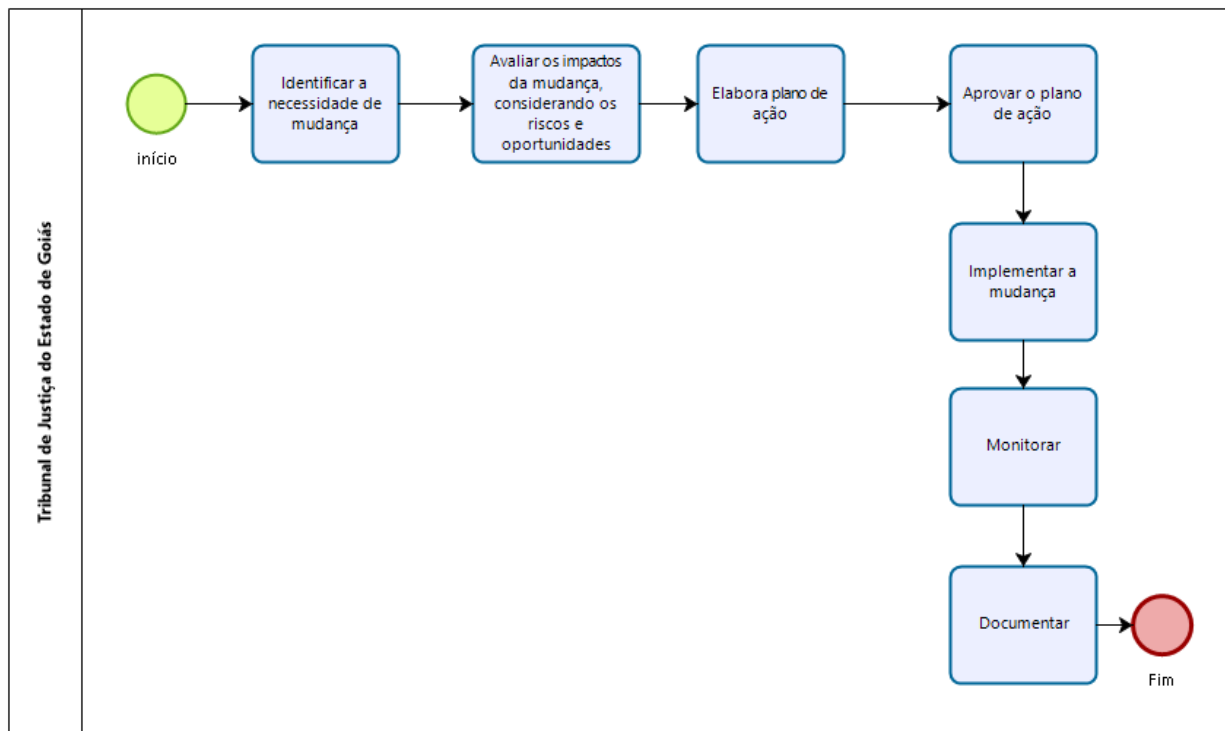 Tribunal de Justiça do Estado de Goiás
início
Identificar a
necessidade de
mudança
Avaliar os impactos
da mudança,
considerando os
riscos e
oportunidades
Elabora plano de
ação
Aprovar o plano
de ação
Implementar a
mudança
Monitorar
Documentar
Fim